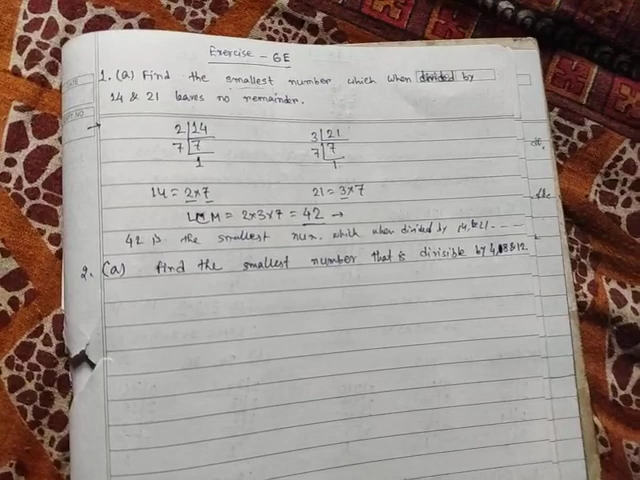 Exercise - 6E
1. (a) Find the smallest number which when divided by
14 & 21 leaves no remainder.
2 | 14
7 | 7
1
3 | 21
7 | 7
1
14 = 2 x 7
21 = 3 x 7
LCM = 2x3x7 = 42 →
42 is the smallest num. which when divided by 14 & 21 - - -
2. (a) find the smallest number that is divisible by 4, 8 & 12